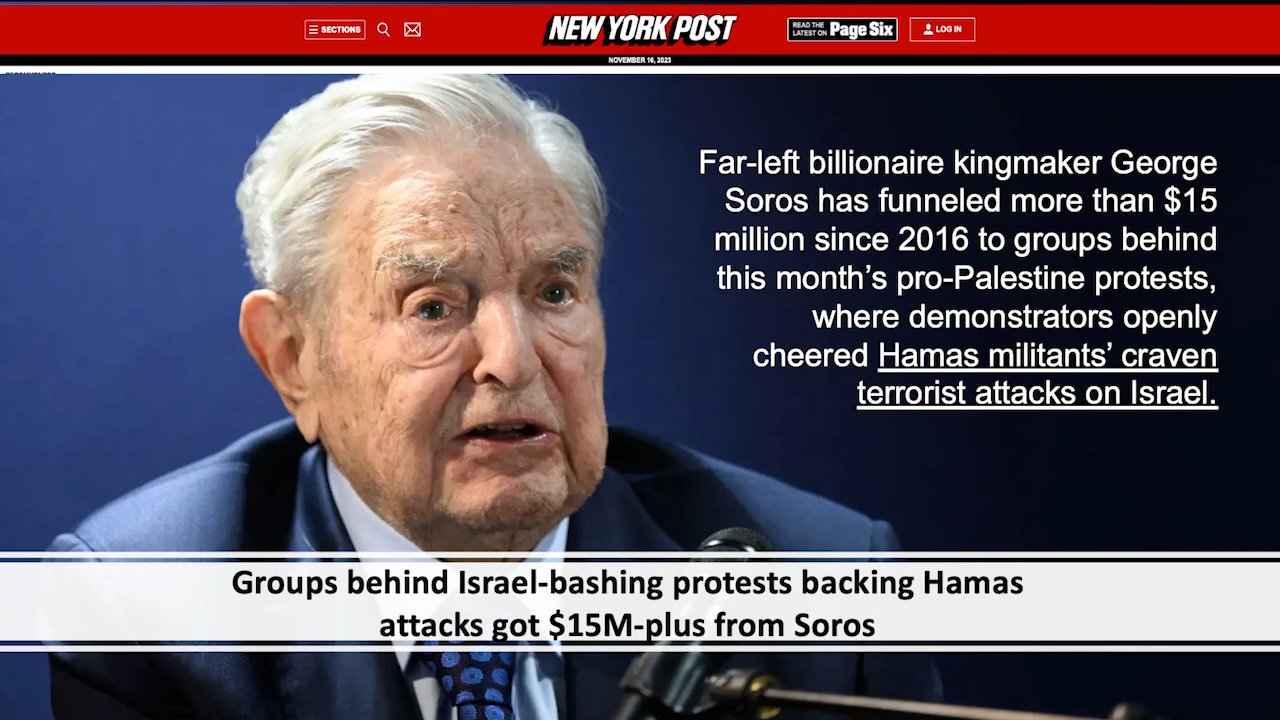 SECTIONS
NEW YORK POST
READ THE
LATEST ON
Page Six
LOG IN
NOVEMBER 16, 2023
Far-left billionaire kingmaker George
Soros has funneled more than $15
million since 2016 to groups behind
this month’s pro-Palestine protests,
where demonstrators openly
cheered Hamas militants’ craven
terrorist attacks on Israel.
Groups behind Israel-bashing protests backing Hamas
attacks got $15M-plus from Soros